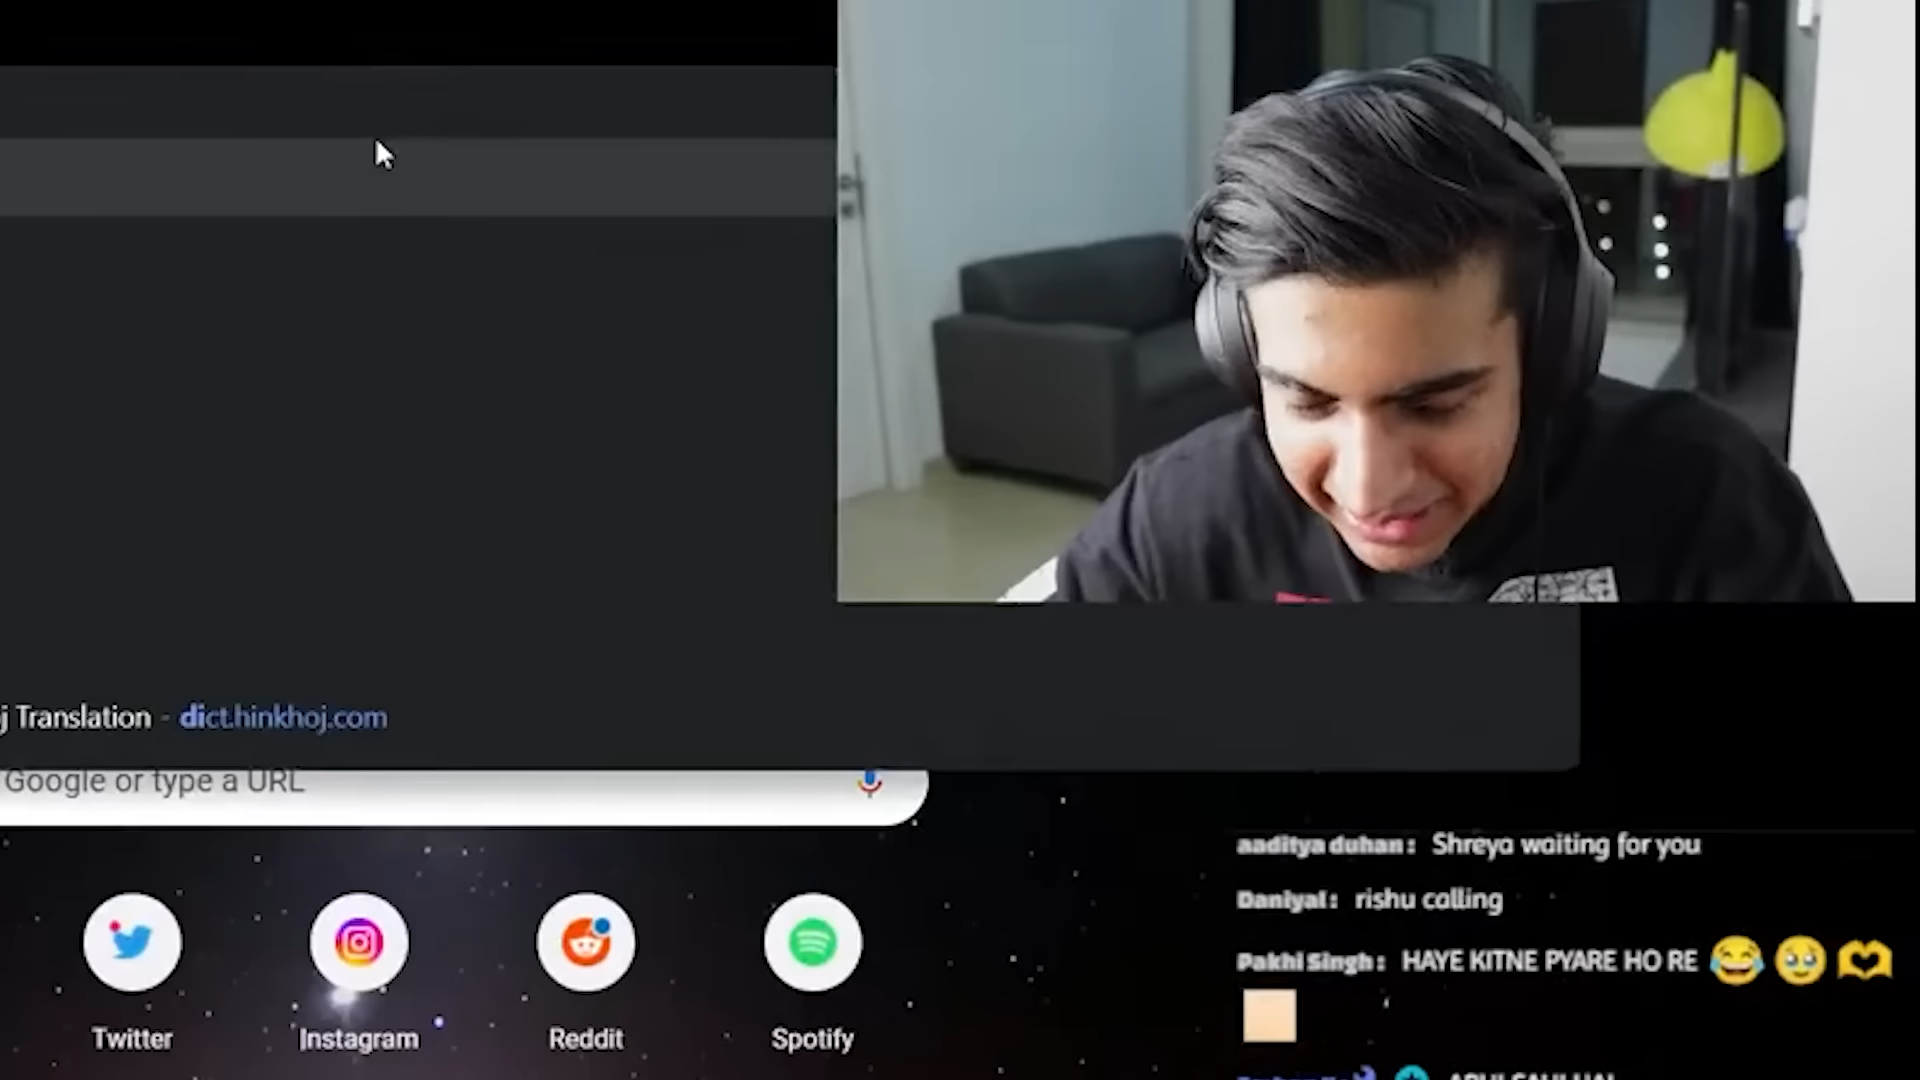 j Translation - dict.hinkhoj.com
Google or type a URL
Twitter
Instagram
Reddit
Spotify
aaditya duhan : Shreya waiting for you
Daniyal : rishu calling
Pakhi Singh : HAYE KITNE PYARE HO RE 😂 🥹 🫶